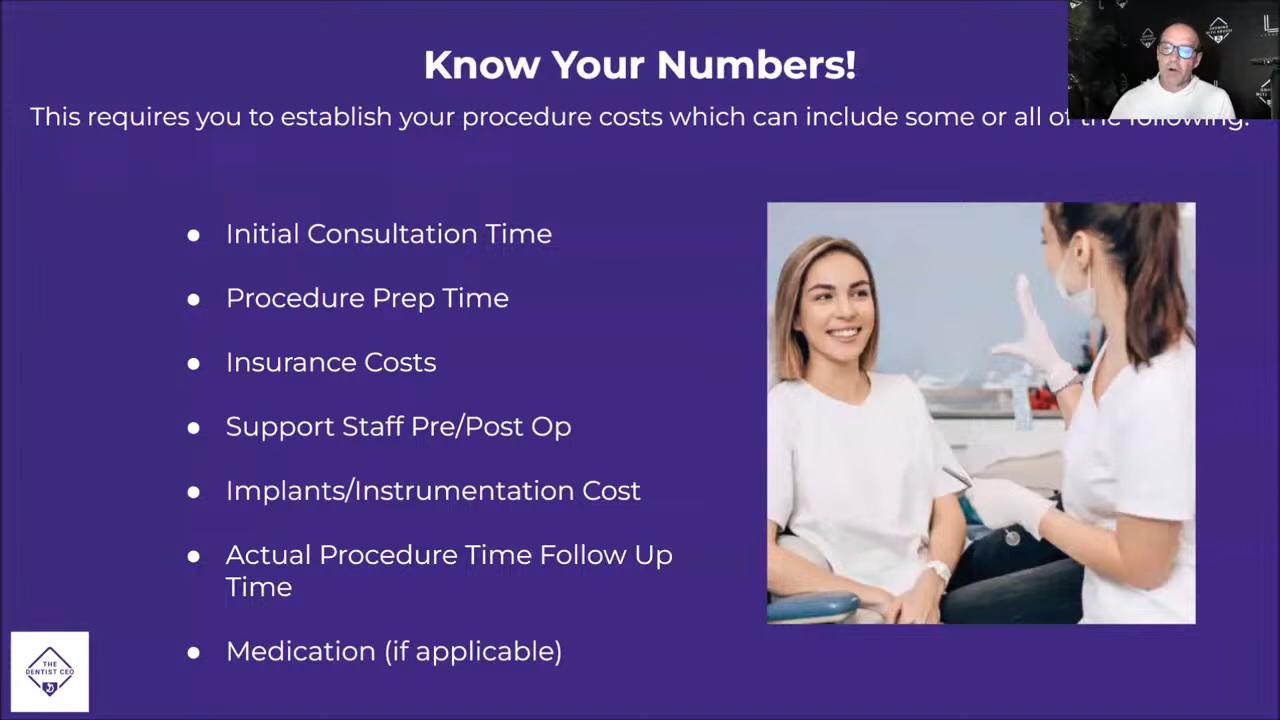 Know Your Numbers!
This requires you to establish your procedure costs which can include some or all of the following:
● Initial Consultation Time
● Procedure Prep Time
● Insurance Costs
● Support Staff Pre/Post Op
● Implants/Instrumentation Cost
● Actual Procedure Time Follow Up
Time
● Medication (if applicable)
THE
DENTIST CEO